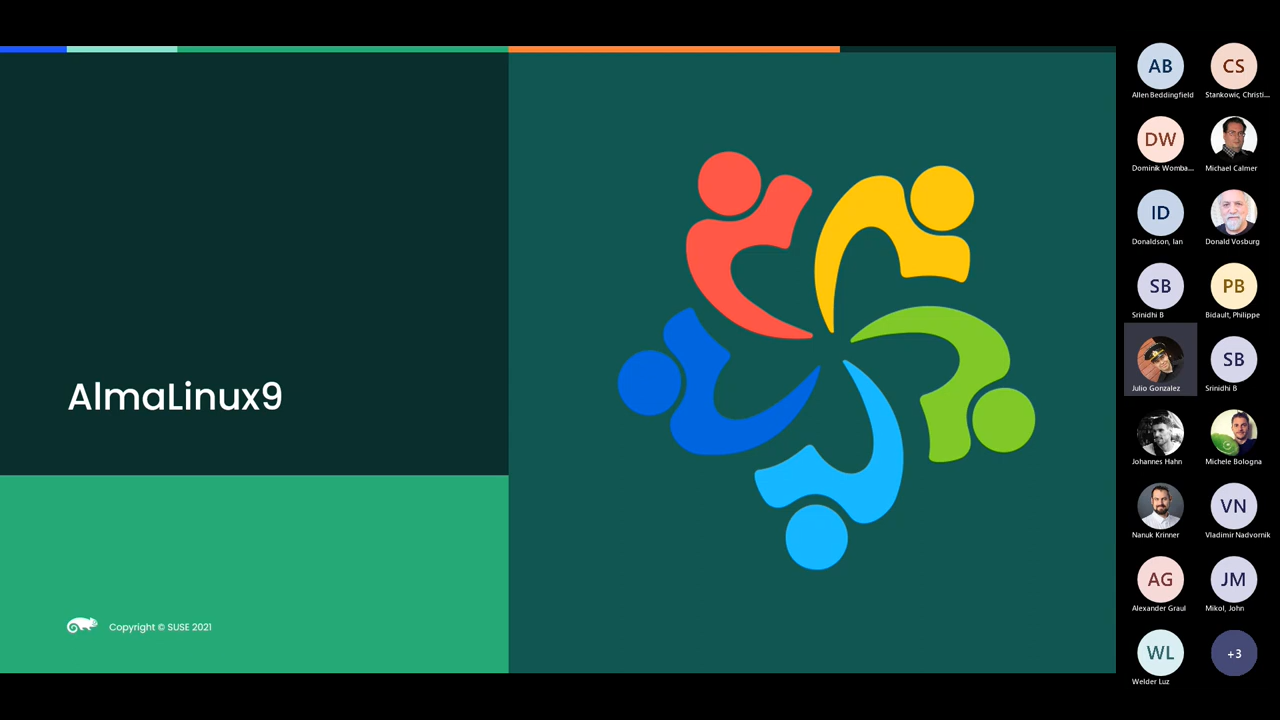 AlmaLinux9
Copyright © SUSE 2021
AB
CS
Allen Beddingfield
Stankowic, Christi...
DW
Dominik Womba...
Michael Calmer
ID
Donaldson, Ian
Donald Vosburg
SB
PB
Srinidhi B
Bidault, Philippe
SB
Julio Gonzalez
Srinidhi B
Johannes Hahn
Michele Bologna
VN
Nanuk Krinner
Vladimir Nadvornik
AG
JM
Alexander Graul
Mikol, John
WL
+3
Welder Luz